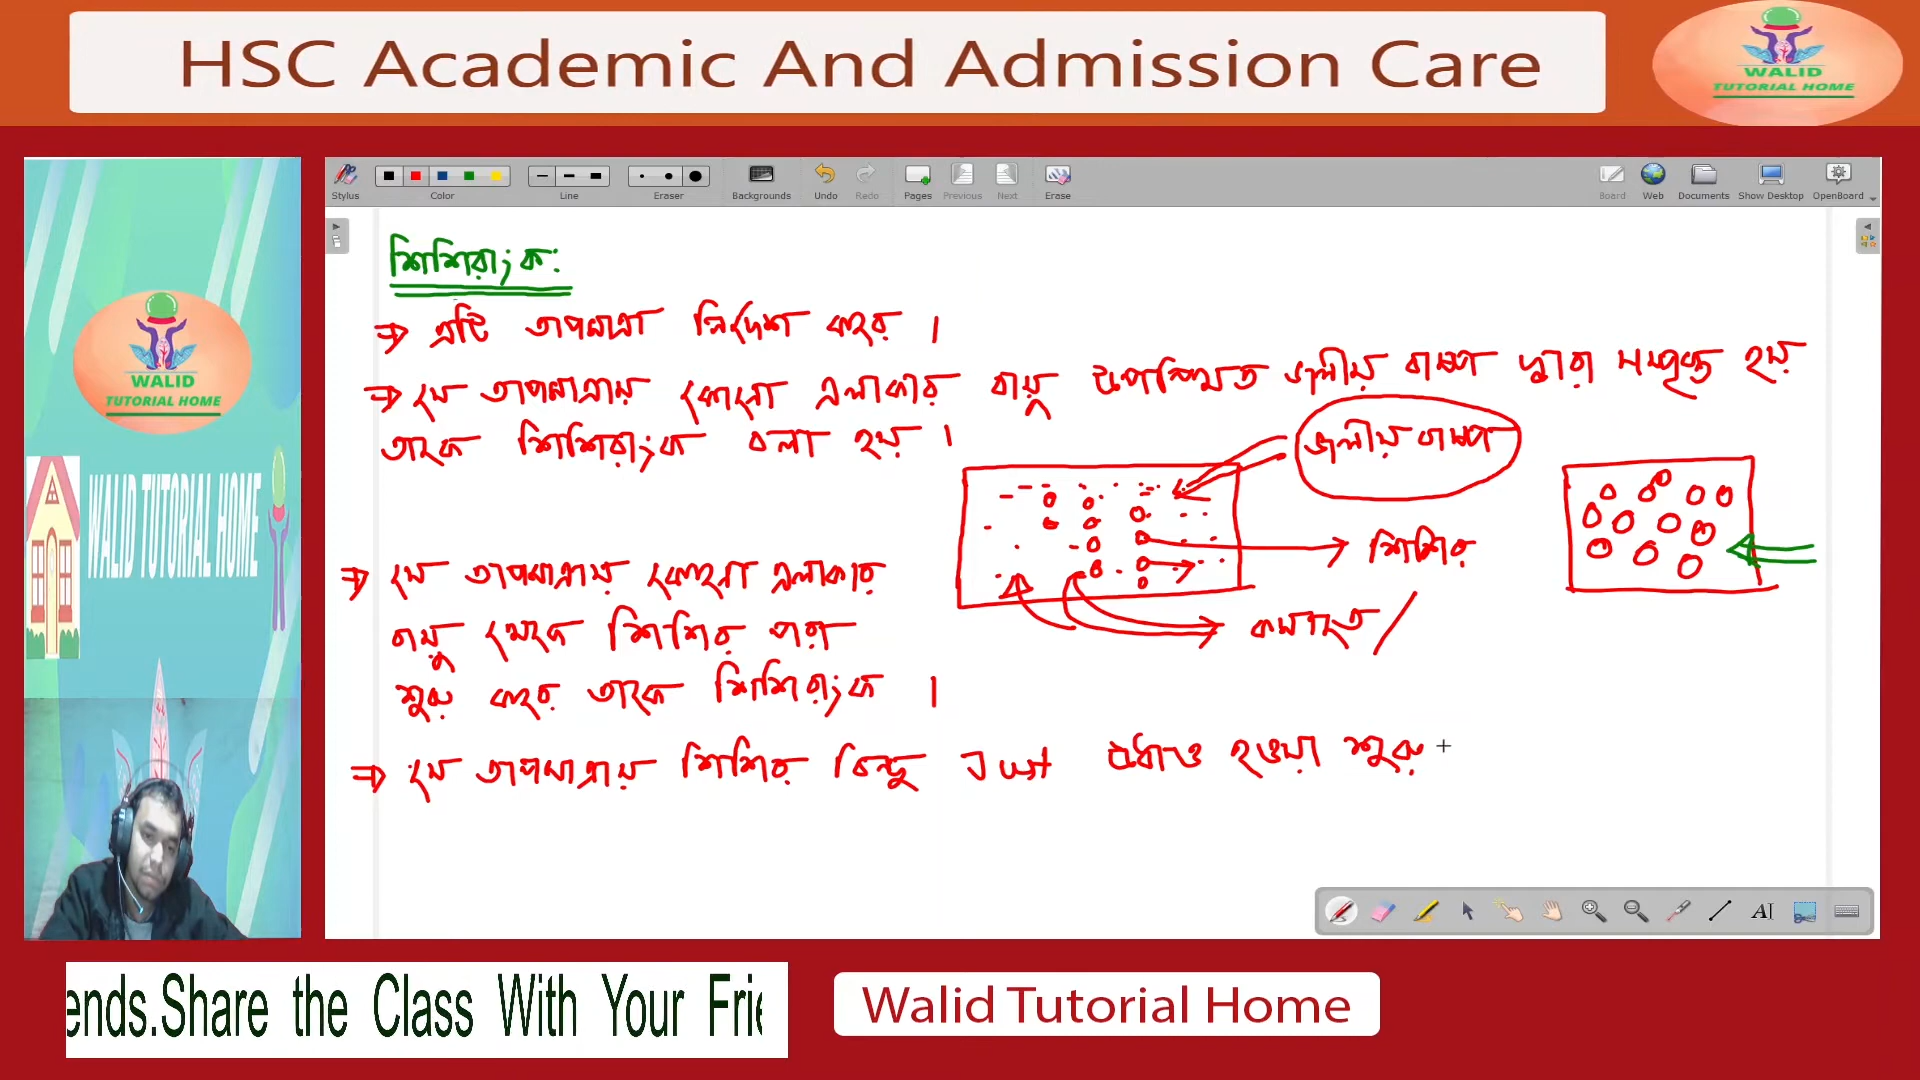 HSC Academic And Admission Care
WALID
TUTORIAL HOME
Stylus Color Line Eraser Backgrounds Undo Redo Pages Previous Next Erase Board Web Documents Show Desktop OpenBoard
শিশিরাংক:
⇒ এটি তাপমাত্রা নির্দেশ করে ।
⇒ যে তাপমাত্রায় কোনো এলাকার বায়ু উপস্থিত জলীয় বাষ্প দ্বারা সম্পৃক্ত হয়
তাকে শিশিরাংক বলা হয় ।
জলীয় বাষ্প
শিশির
⇒ যে তাপমাত্রায় কোনো এলাকার
বায়ু থেকে শিশির পরা
শুরু করে তাকে শিশিরাংক ।
⇒ যে তাপমাত্রায় শিশির বিন্দু Just উধাও হওয়া শুরু
WALID
TUTORIAL HOME
WALID TUTORIAL HOME
ends.Share the Class With Your Frie
Walid Tutorial Home